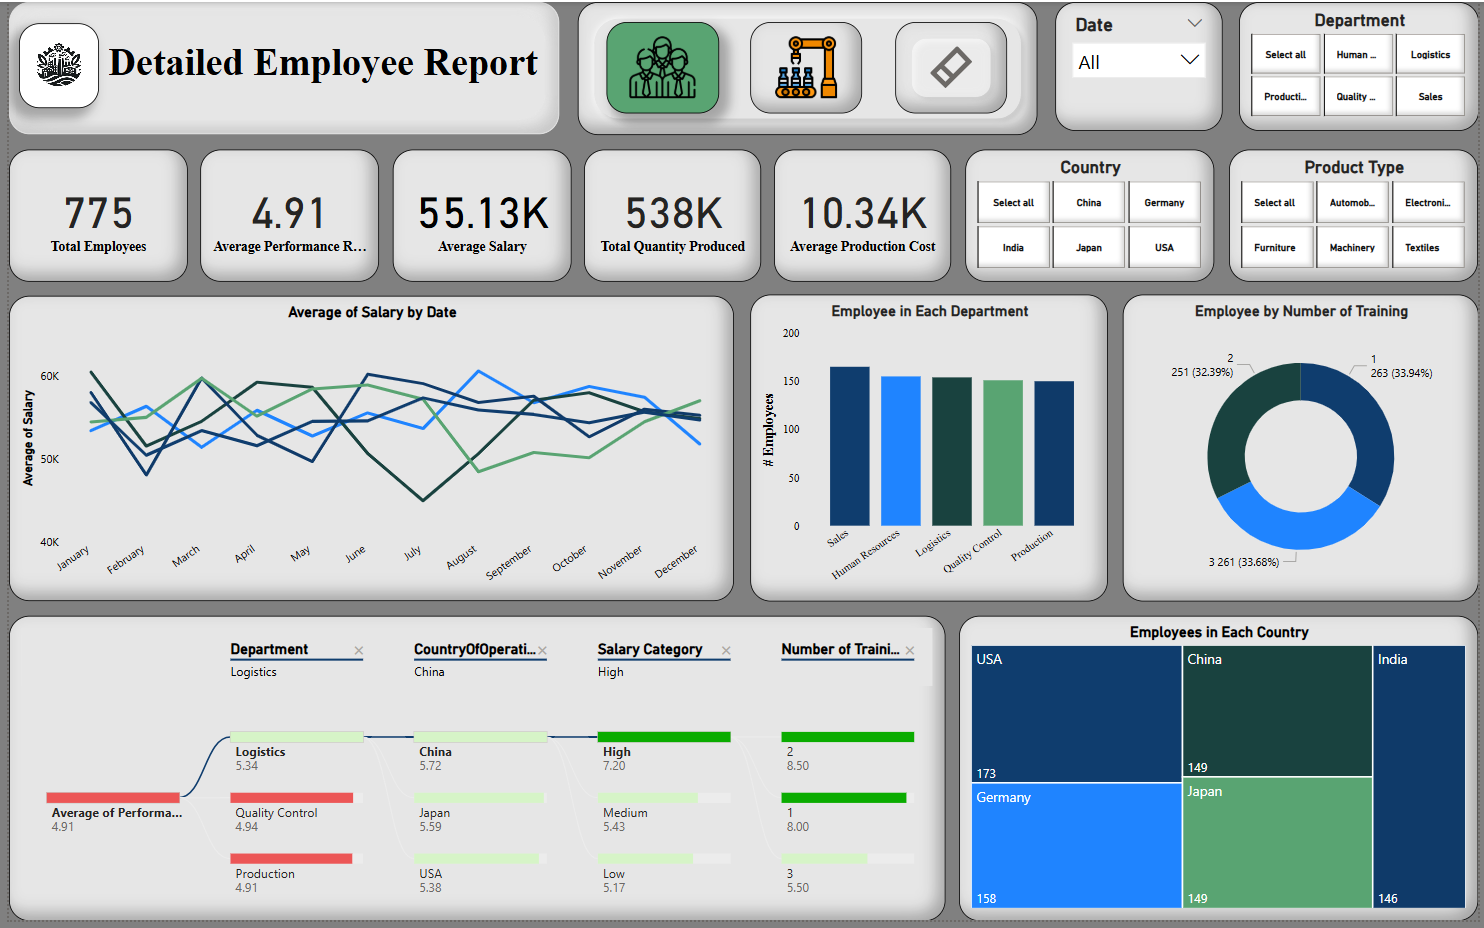 Detailed Employee Report
Date
All
Department
Select all
Human ...
Logistics
Producti...
Quality ...
Sales
775
Total Employees
4.91
Average Performance R...
55.13K
Average Salary
538K
Total Quantity Produced
10.34K
Average Production Cost
Country
Select all
China
Germany
India
Japan
USA
Product Type
Select all
Automob...
Electroni...
Furniture
Machinery
Textiles
Average of Salary by Date
Average of Salary
60K
50K
40K
January
February
March
April
May
June
July
August
September
October
November
December
Employee in Each Department
# Employees
200
150
100
50
0
Sales
Human Resources
Logistics
Quality Control
Production
Employee by Number of Training
2
251 (32.39%)
1
263 (33.94%)
3 261 (33.68%)
Department
Logistics
CountryOfOperati...
China
Salary Category
High
Number of Traini...
Average of Performa...
4.91
Logistics
5.34
Quality Control
4.94
Production
4.91
China
5.72
Japan
5.59
USA
5.38
High
7.20
Medium
5.43
Low
5.17
2
8.50
1
8.00
3
5.50
Employees in Each Country
USA
173
Germany
158
China
149
Japan
149
India
146